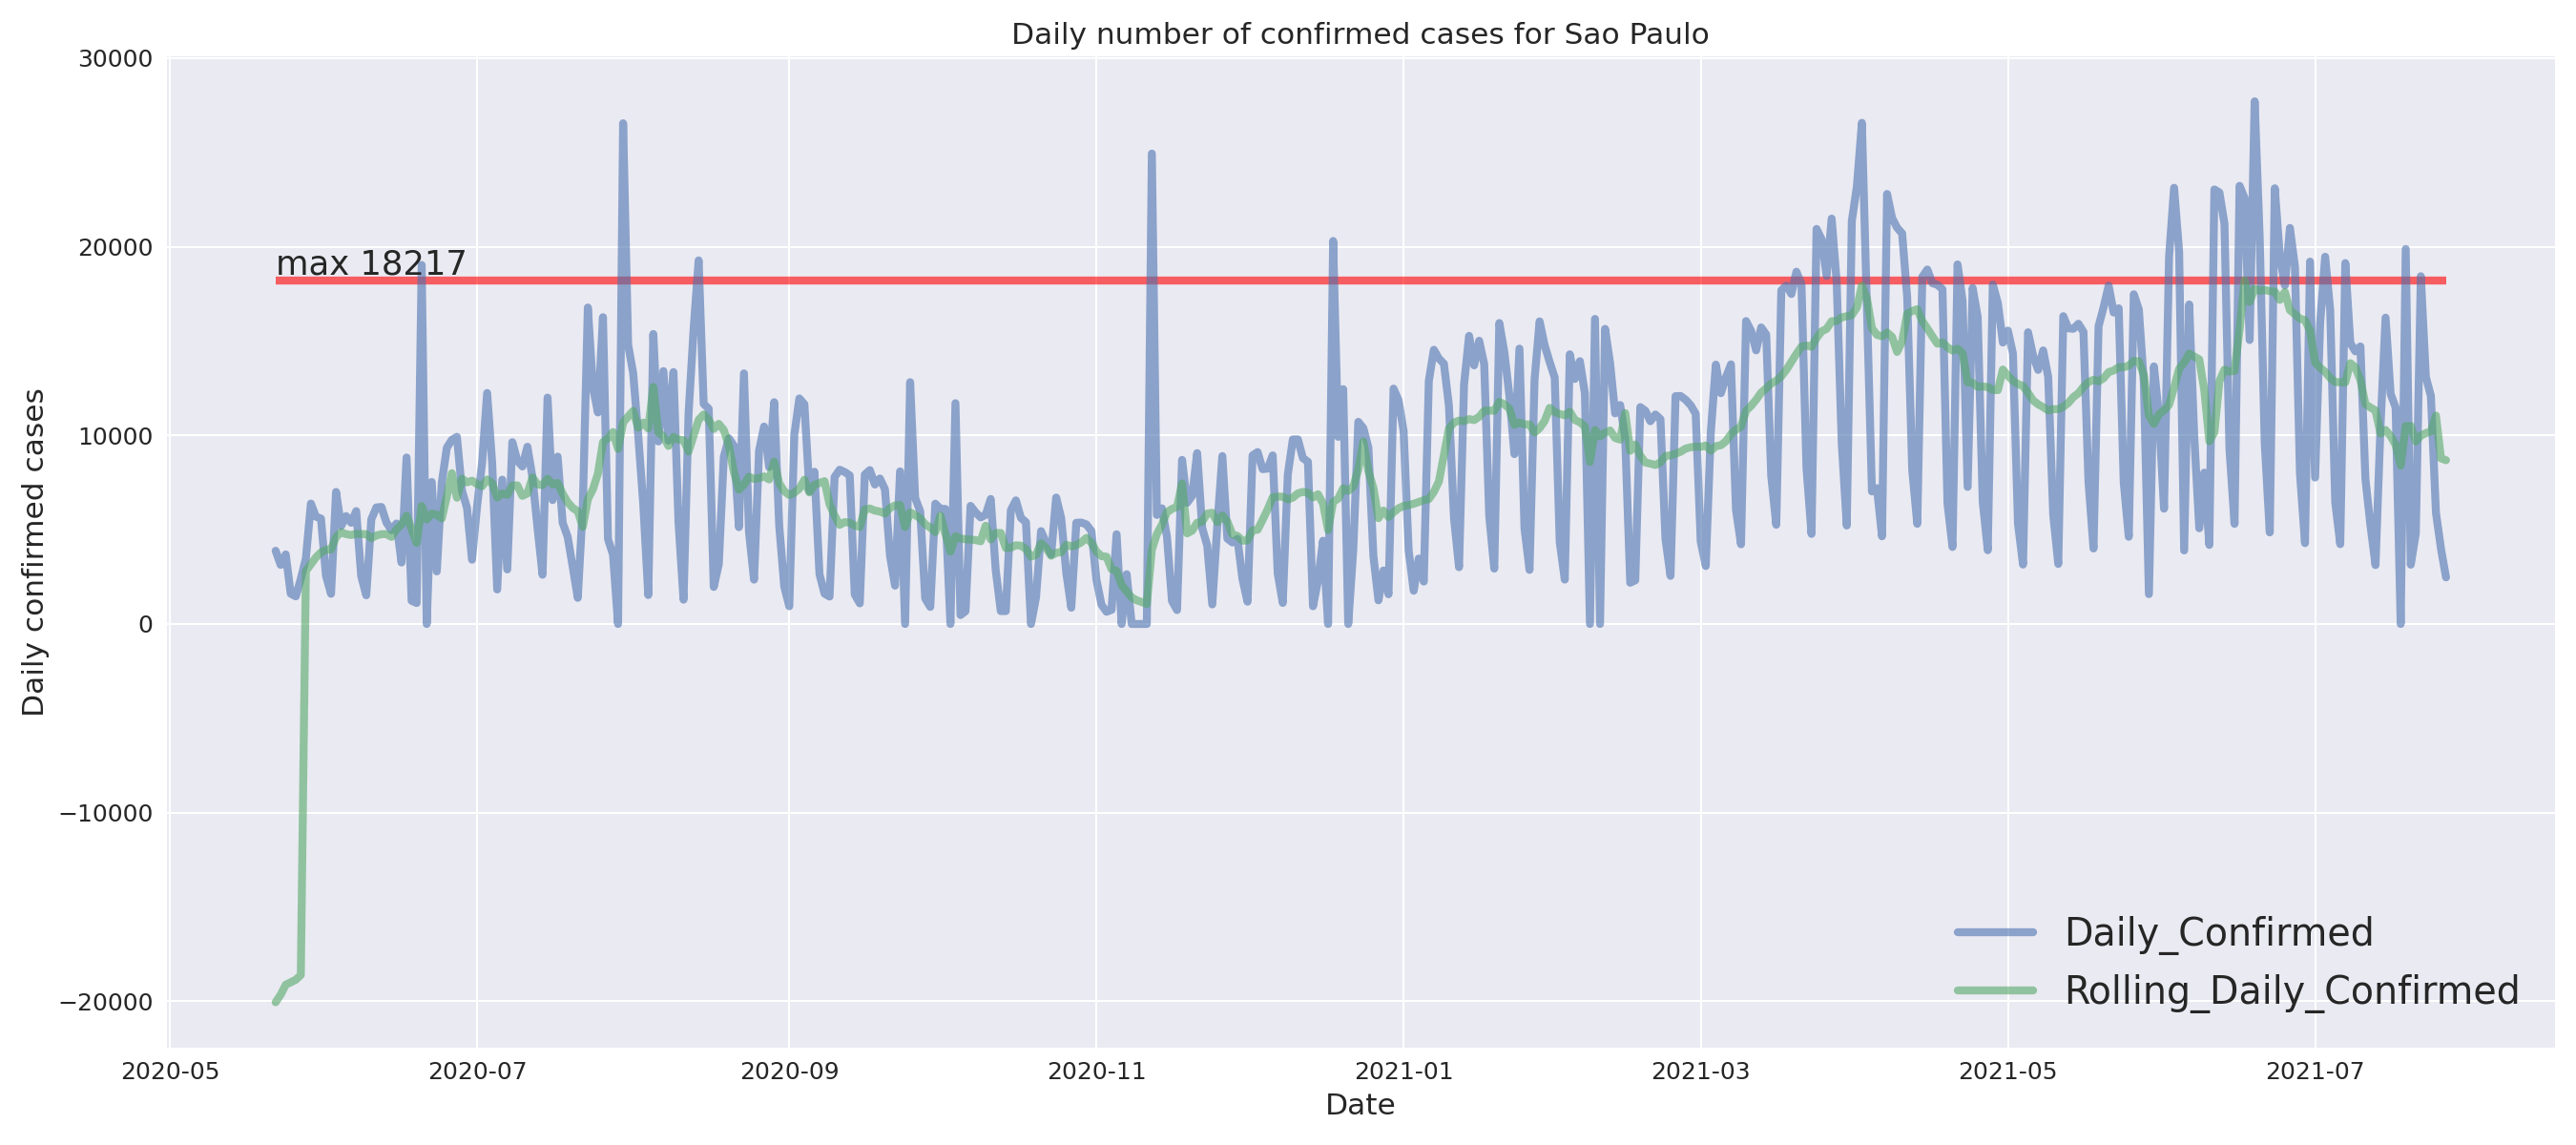 Daily number of confirmed cases for Sao Paulo
30000
20000
10000
0
−10000
−20000
Daily confirmed cases
max 18217
Daily_Confirmed
Rolling_Daily_Confirmed
2020-05 2020-07 2020-09 2020-11 2021-01 2021-03 2021-05 2021-07
Date